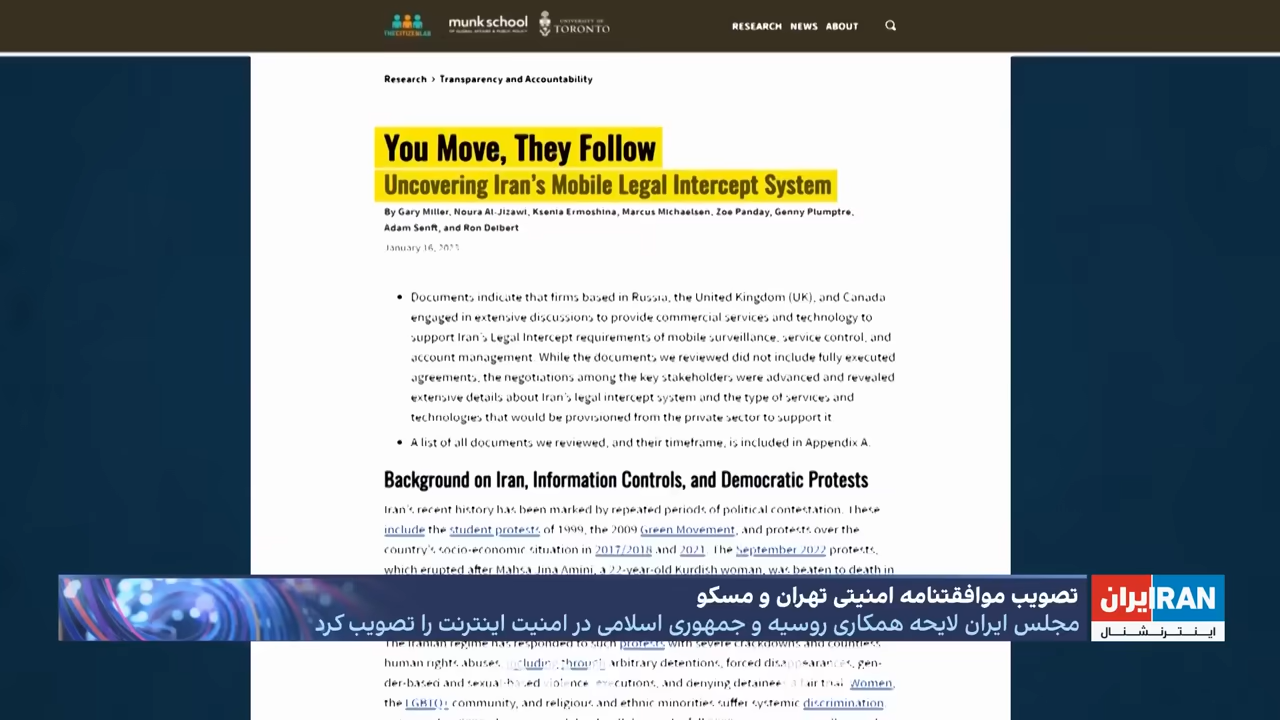 THE CITIZEN LAB
munk school
OF GLOBAL AFFAIRS & PUBLIC POLICY
UNIVERSITY OF
TORONTO
RESEARCH NEWS ABOUT
Research › Transparency and Accountability
You Move, They Follow
Uncovering Iran's Mobile Legal Intercept System
By Gary Miller, Noura Al-Jizawi, Ksenia Ermoshina, Marcus Michaelsen, Zoe Panday, Genny Plumptre,
Adam Senft, and Ron Deibert
January 16, 2023
• Documents indicate that firms based in Russia, the United Kingdom (UK), and Canada
engaged in extensive discussions to provide commercial services and technology to
support Iran's Legal Intercept requirements of mobile surveillance, service control, and
account management. While the documents we reviewed did not include fully executed
agreements, the negotiations among the key stakeholders were advanced and revealed
extensive details about Iran's legal intercept system and the type of services and
technologies that would be provisioned from the private sector to support it
• A list of all documents we reviewed, and their timeframe, is included in Appendix A.
Background on Iran, Information Controls, and Democratic Protests
Iran's recent history has been marked by repeated periods of political contestation. These
include the student protests of 1999, the 2009 Green Movement, and protests over the
country's socio-economic situation in 2017/2018 and 2021. The September 2022 protests,
which erupted after Mahsa Jina Amini, a 22-year-old Kurdish woman, was beaten to death in
تصویب موافقتنامه امنیتی تهران و مسکو
مجلس ایران لایحه همکاری روسیه و جمهوری اسلامی در امنیت اینترنت را تصویب کرد
ایران IRAN
اینترنشنال
The Iranian regime has responded to such protests with severe crackdowns and countless
human rights abuses, including through arbitrary detentions, forced disappearances, gen-
der-based and sexual-based violence, executions, and denying detainees a fair trial. Women,
the LGBTQ+ community, and religious and ethnic minorities suffer systemic discrimination.